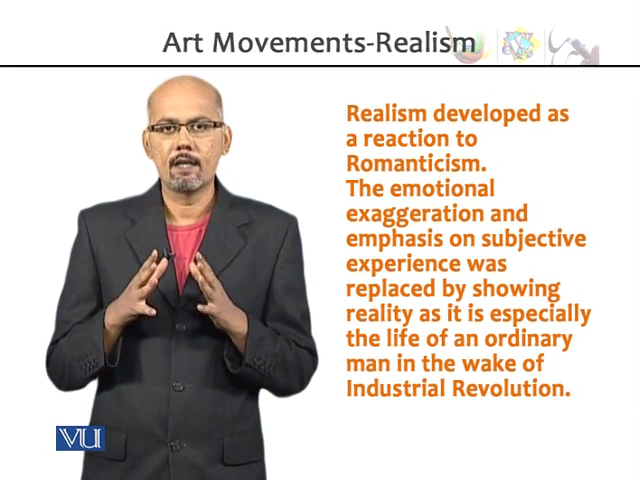 Art Movements-Realism
Realism developed as
a reaction to
Romanticism.
The emotional
exaggeration and
emphasis on subjective
experience was
replaced by showing
reality as it is especially
the life of an ordinary
man in the wake of
Industrial Revolution.
VU